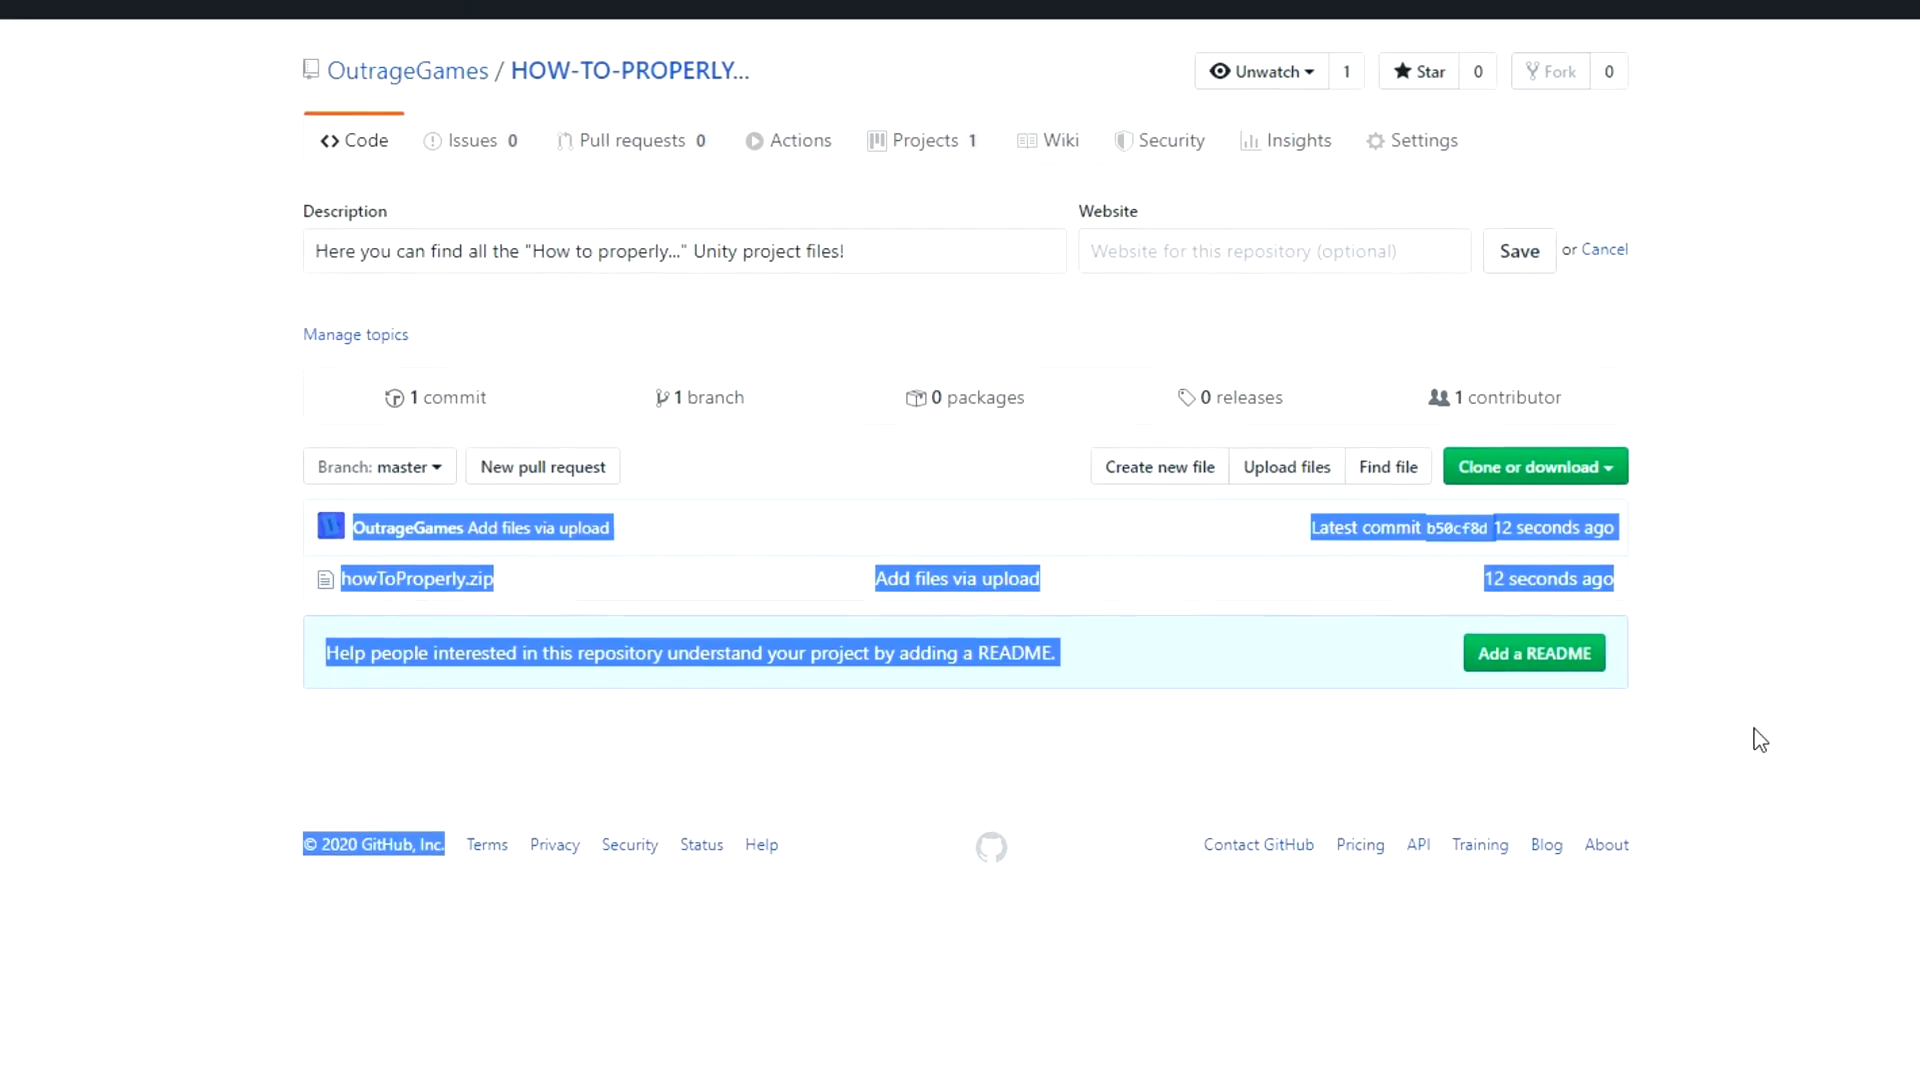 OutrageGames / HOW-TO-PROPERLY...
Unwatch 1 Star 0 Fork 0
Code Issues 0 Pull requests 0 Actions Projects 1 Wiki Security Insights Settings
Description Website
Here you can find all the "How to properly..." Unity project files! Website for this repository (optional) Save or Cancel
Manage topics
1 commit 1 branch 0 packages 0 releases 1 contributor
Branch: master New pull request Create new file Upload files Find file Clone or download
OutrageGames Add files via upload Latest commit b50cf8d 12 seconds ago
howToProperly.zip Add files via upload 12 seconds ago
Help people interested in this repository understand your project by adding a README. Add a README
© 2020 GitHub, Inc. Terms Privacy Security Status Help Contact GitHub Pricing API Training Blog About